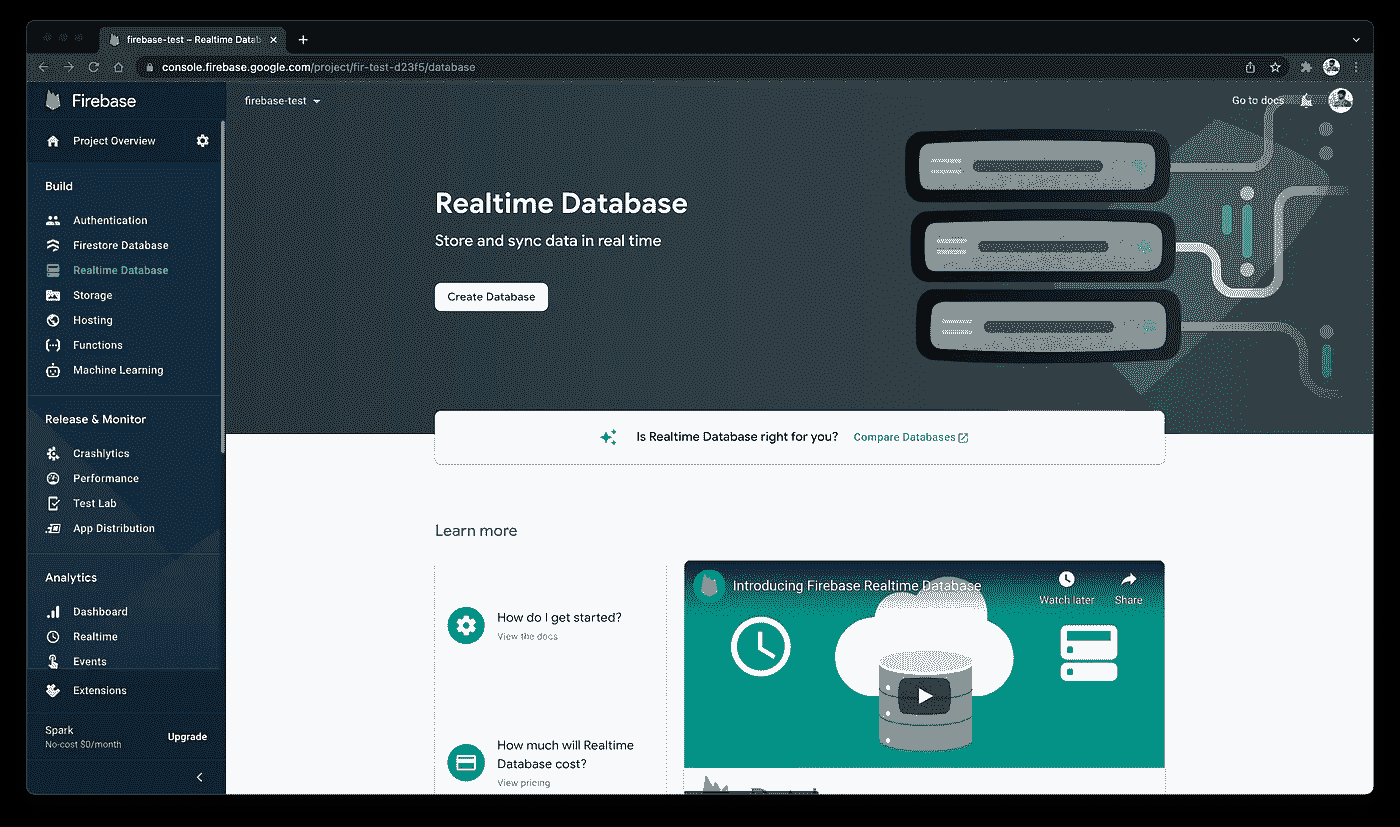 firebase-test – Realtime Datab
console.firebase.google.com/project/fir-test-d23f5/database
Firebase
firebase-test
Go to docs
Project Overview
Build
Authentication
Firestore Database
Realtime Database
Storage
Hosting
Functions
Machine Learning
Release & Monitor
Crashlytics
Performance
Test Lab
App Distribution
Analytics
Dashboard
Realtime
Events
Extensions
Spark
No-cost $0/month
Upgrade
Realtime Database
Store and sync data in real time
Create Database
Is Realtime Database right for you?
Compare Databases
Learn more
How do I get started?
View the docs
How much will Realtime
Database cost?
View pricing
Introducing Firebase Realtime Database
Watch later
Share